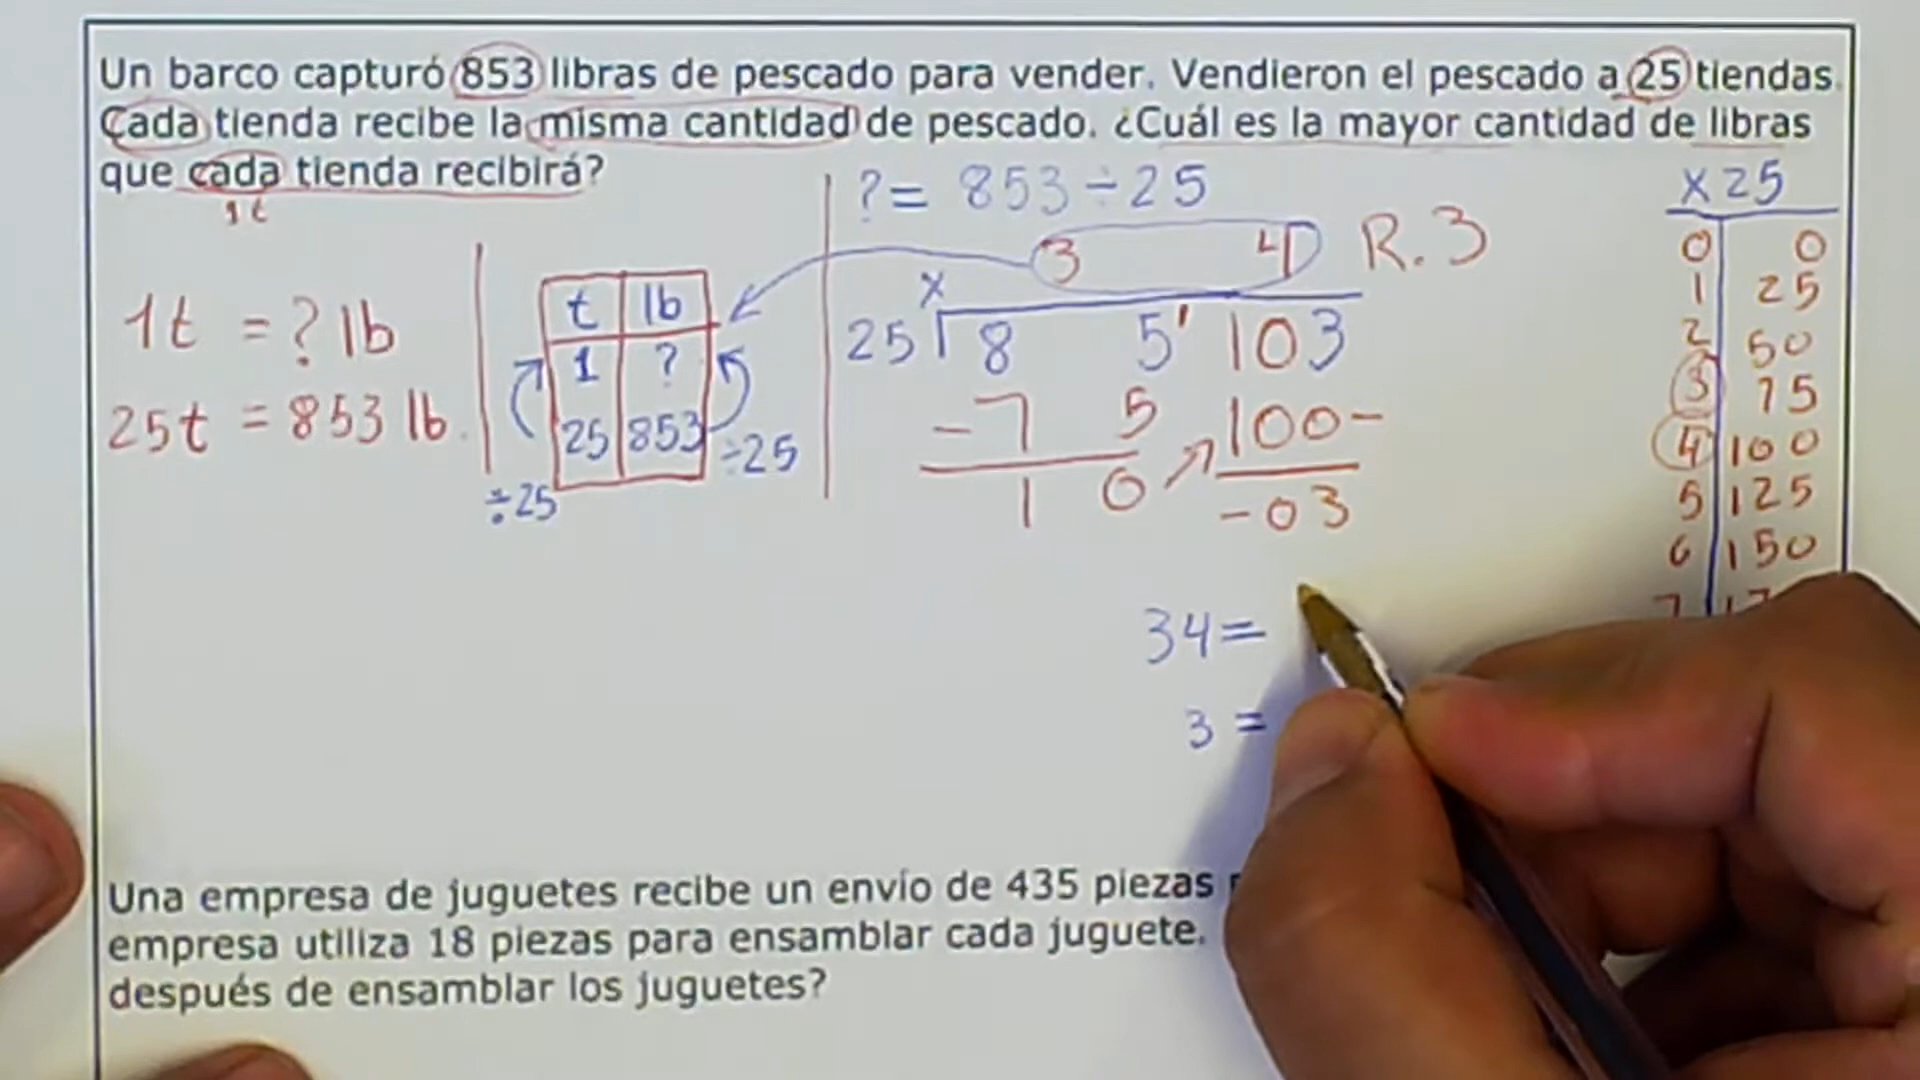 Un barco capturó 853 libras de pescado para vender. Vendieron el pescado a 25 tiendas.
Cada tienda recibe la misma cantidad de pescado. ¿Cuál es la mayor cantidad de libras
que cada tienda recibirá?
1t
1t = ? lb
25t = 853 lb.
t lb
1 ?
25 853
÷25
÷25
? = 853 ÷ 25
3 4 R. 3
x
25 8 5' 103
-7 5 100-
1 0 -03
34 =
3 =
x 25
0 0
1 25
2 50
3 75
4 100
5 125
6 150
7
Una empresa de juguetes recibe un envío de 435 piezas
empresa utiliza 18 piezas para ensamblar cada juguete.
después de ensamblar los juguetes?